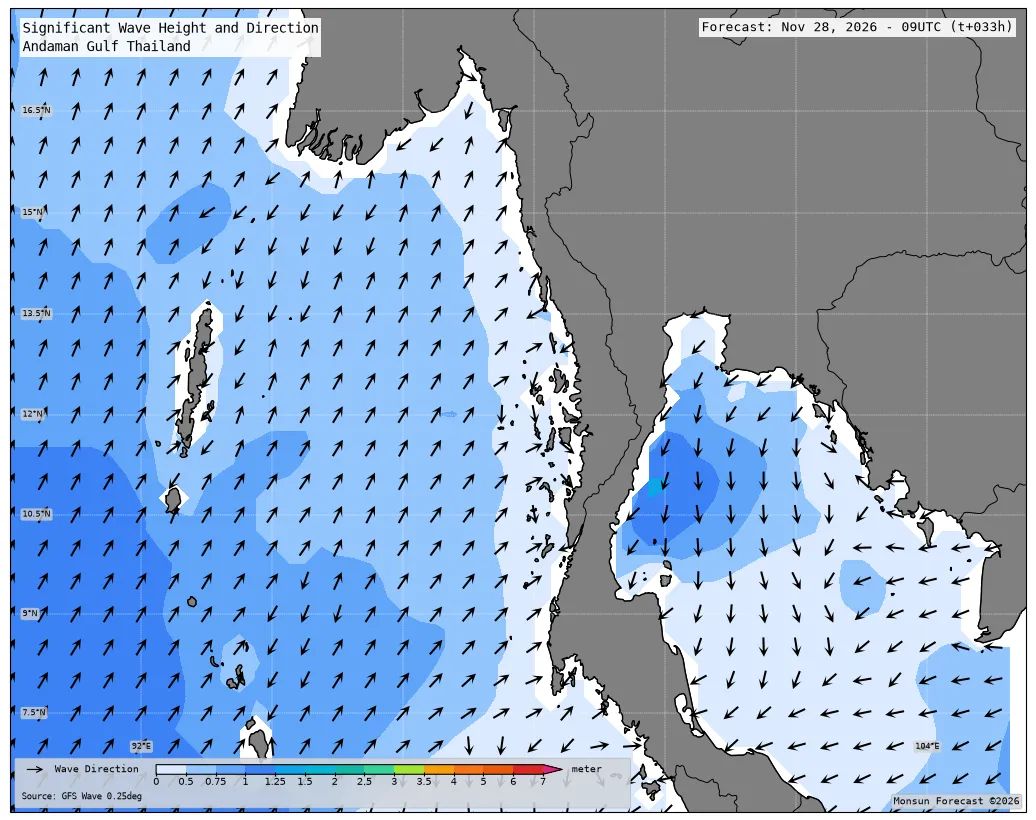 Significant Wave Height and Direction
Andaman Gulf Thailand
Forecast: Nov 28, 2026 - 09UTC (t+033h)
16.5°N
15°N
13.5°N
12°N
10.5°N
9°N
7.5°N
92°E
104°E
Wave Direction
meter
0 0.5 0.75 1 1.25 1.5 2 2.5 3 3.5 4 5 6 7
Source: GFS Wave 0.25deg
Monsun Forecast ©2026